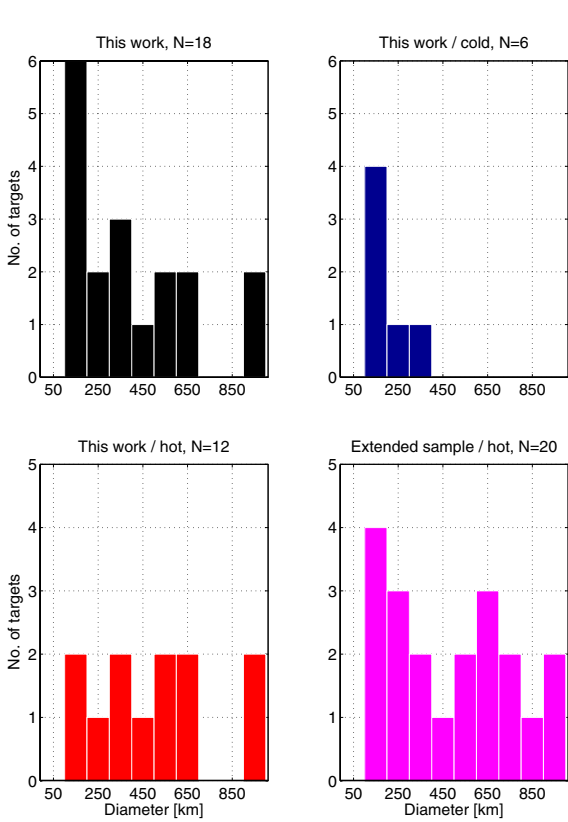 This work, N=18
This work / cold, N=6
6
5
4
3
2
1
0
No. of targets
50 250 450 650 850
6
5
4
3
2
1
0
50 250 450 650 850
This work / hot, N=12
Extended sample / hot, N=20
5
4
3
2
1
0
No. of targets
50 250 450 650 850
Diameter [km]
5
4
3
2
1
0
50 250 450 650 850
Diameter [km]